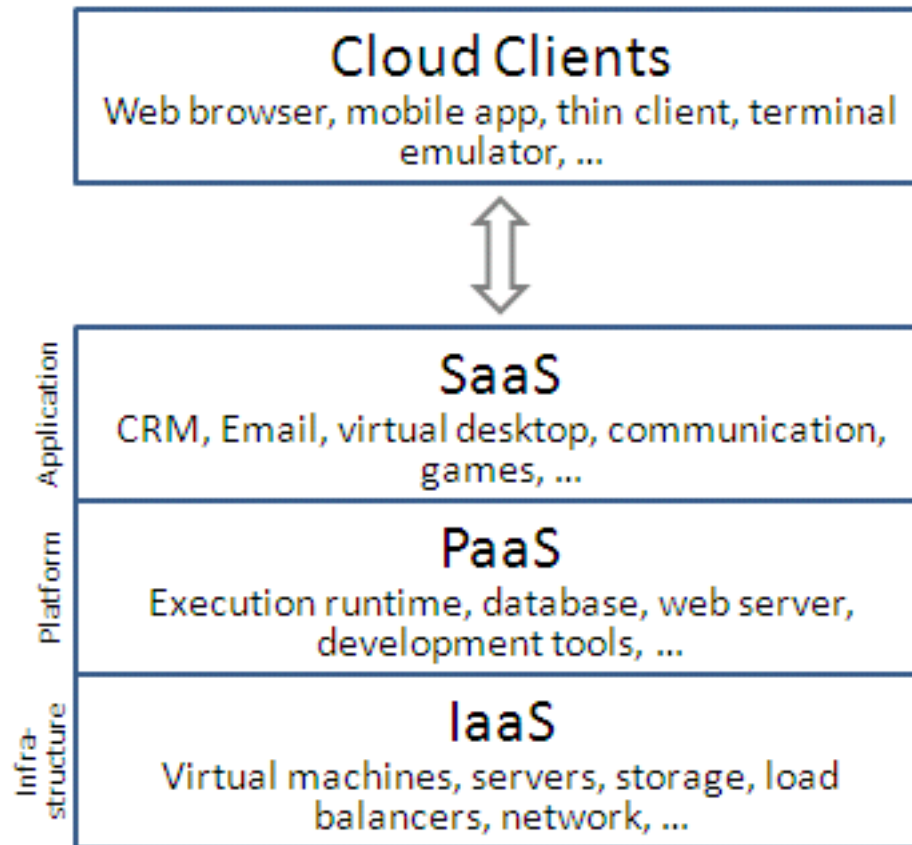 Cloud Clients
Web browser, mobile app, thin client, terminal
emulator, ...
Application
SaaS
CRM, Email, virtual desktop, communication,
games, ...
Platform
PaaS
Execution runtime, database, web server,
development tools, ...
Infra-
structure
IaaS
Virtual machines, servers, storage, load
balancers, network, ...